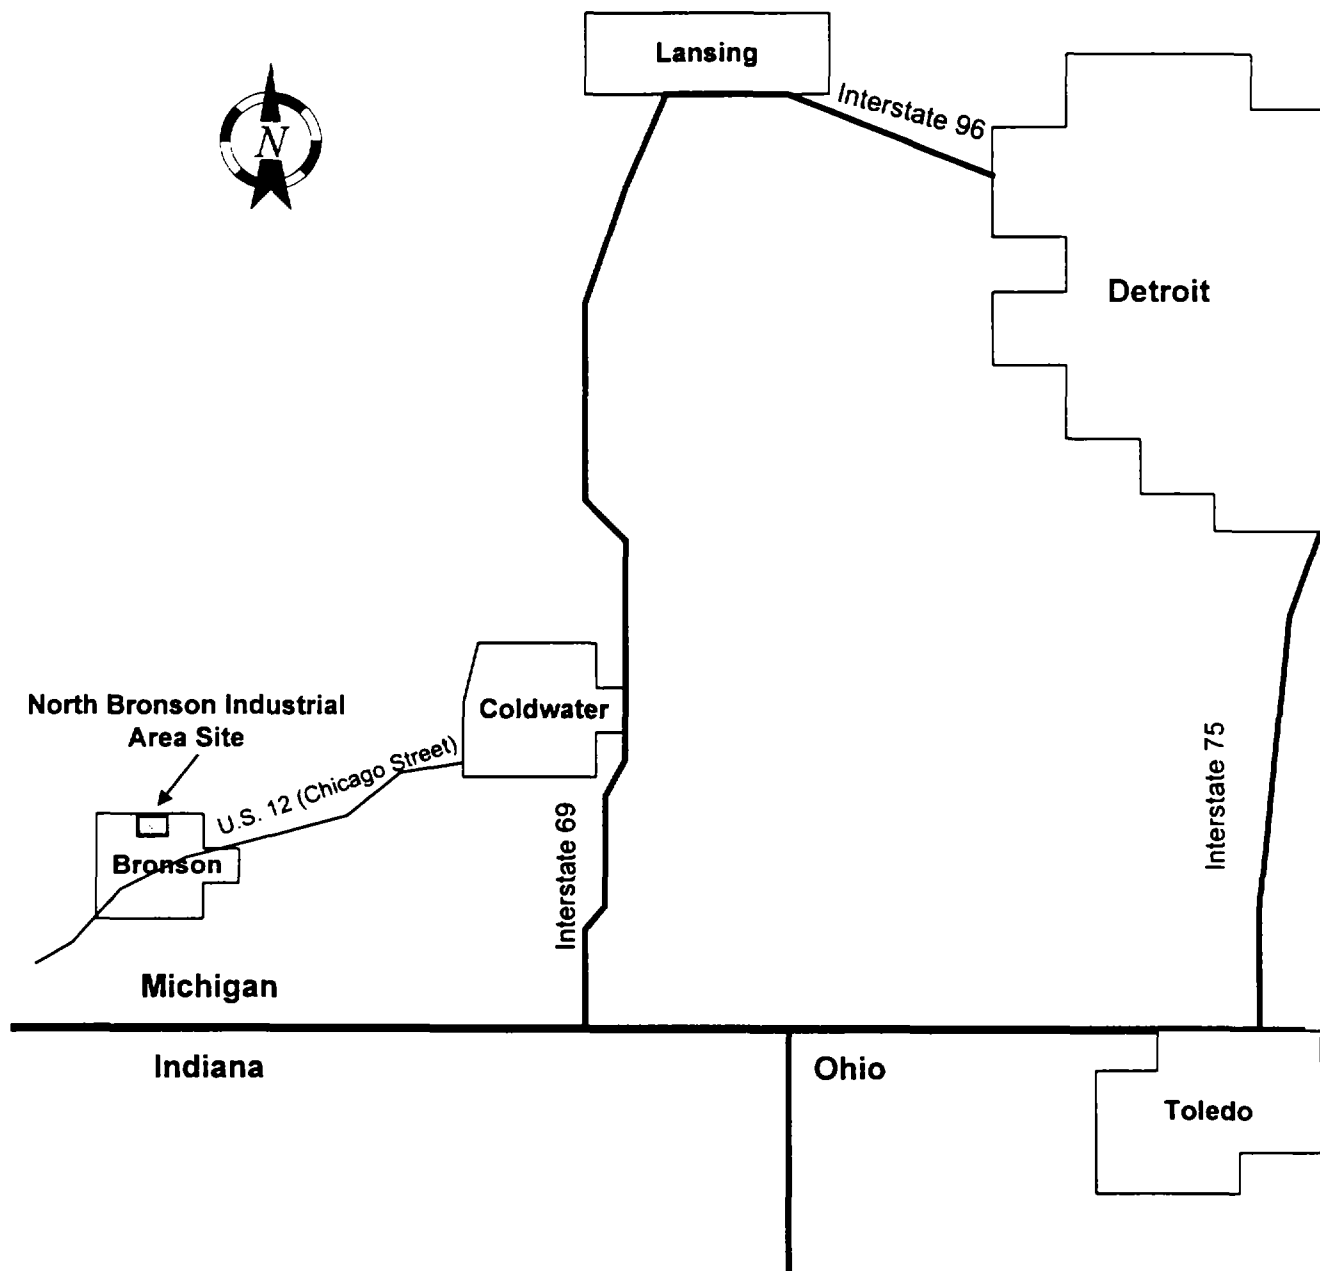 Lansing
Interstate 96
N
Detroit
North Bronson Industrial
Area Site
Coldwater
U.S. 12 (Chicago Street)
Interstate 75
Interstate 69
Bronson
Michigan
Indiana
Ohio
Toledo